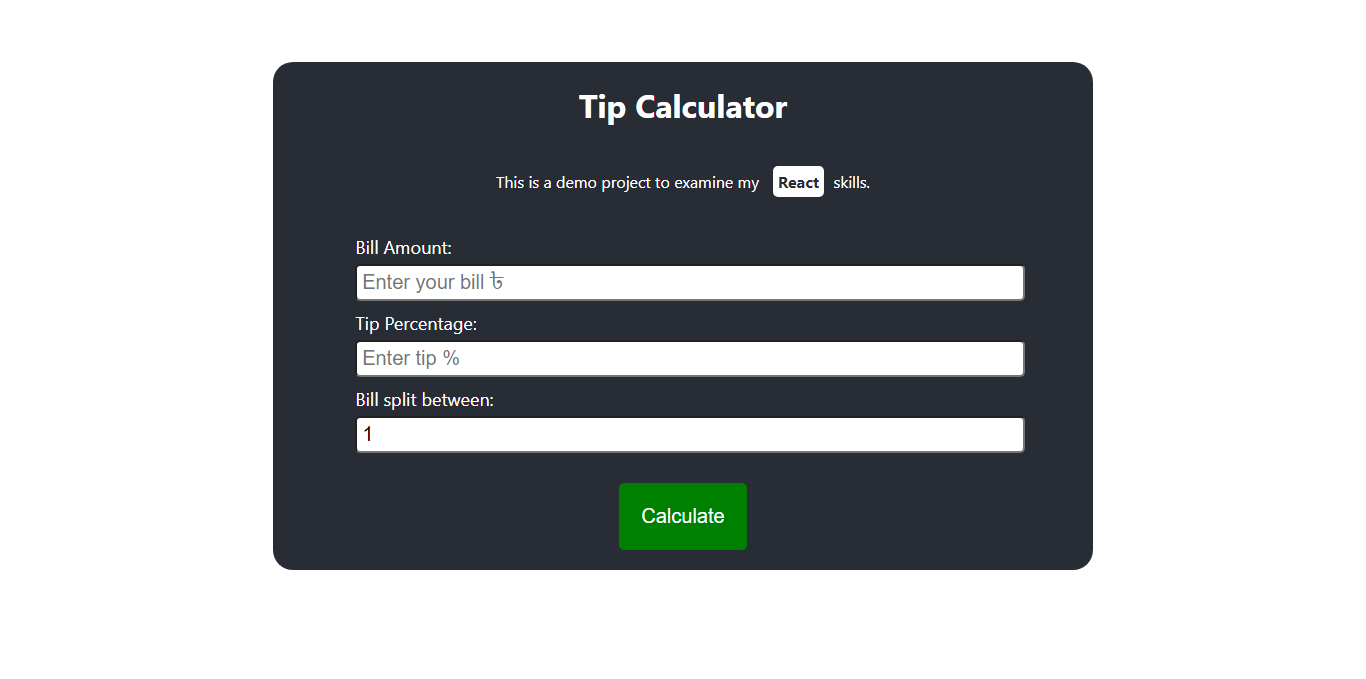 Tip Calculator
This is a demo project to examine my React skills.
Bill Amount:
Enter your bill ৳
Tip Percentage:
Enter tip %
Bill split between:
1
Calculate